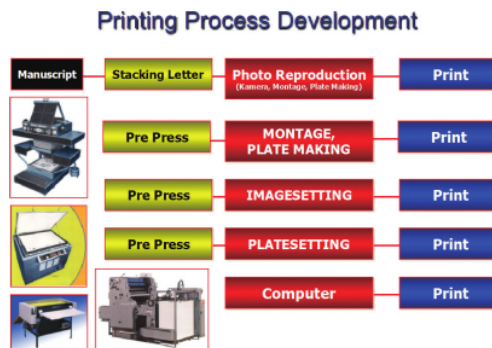 Printing Process Development
Manuscript
Stacking Letter
Photo Reproduction
(Kamera, Montage, Plate Making)
Print
Pre Press
MONTAGE,
PLATE MAKING
Print
Pre Press
IMAGESETTING
Print
Pre Press
PLATESETTING
Print
Computer
Print